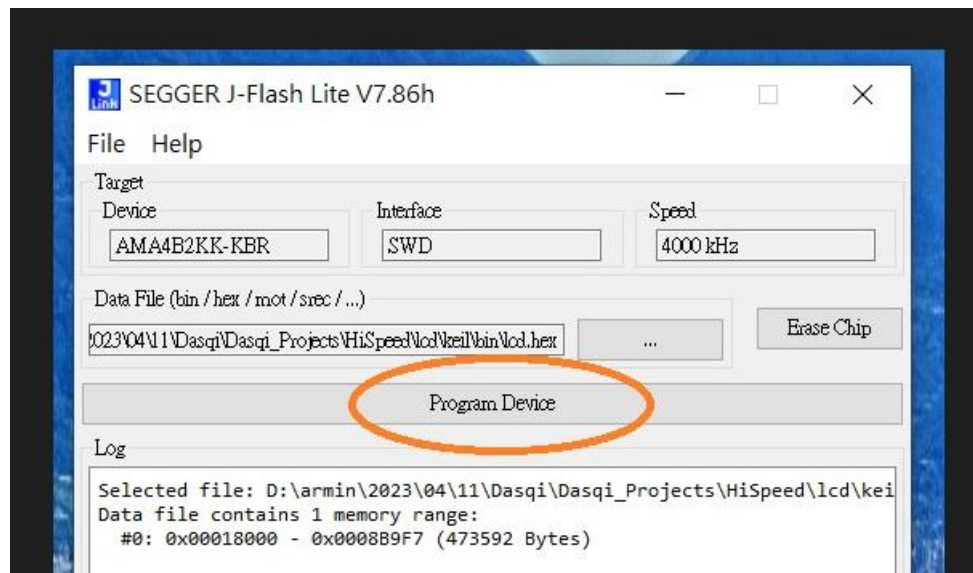 J
Link
SEGGER J-Flash Lite V7.86h
File Help
Target
Device
Interface
Speed
AMA4B2KK-KBR
SWD
4000 kHz
Data File (bin / hex / mot / srec / ...)
2023\04\11\Dasqi\Dasqi_Projects\HiSpeed\lcd\keil\bin\lcd.hex
...
Erase Chip
Program Device
Log
Selected file: D:\armin\2023\04\11\Dasqi\Dasqi_Projects\HiSpeed\lcd\kei
Data file contains 1 memory range:
#0: 0x00018000 - 0x0008B9F7 (473592 Bytes)